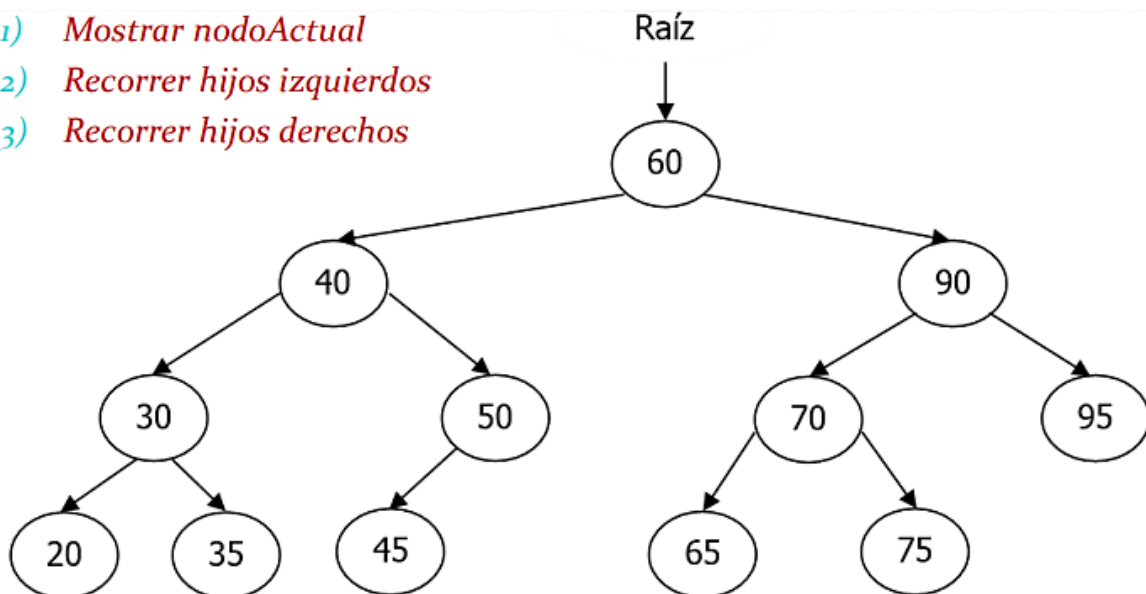 1) Mostrar nodoActual
2) Recorrer hijos izquierdos
3) Recorrer hijos derechos
Raíz
60
40 90
30 50 70 95
20 35 45 65 75